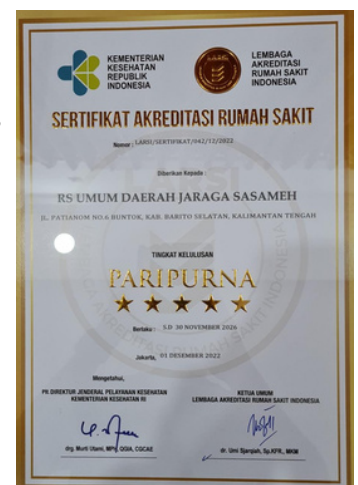 KEMENTERIAN
KESEHATAN
REPUBLIK
INDONESIA
LEMBAGA
AKREDITASI
RUMAH SAKIT
INDONESIA
SERTIFIKAT AKREDITASI RUMAH SAKIT
Nomor : LARSI/SERTIFIKAT/042/12/2022
Diberikan Kepada :
RS UMUM DAERAH JARAGA SASAMEH
JL. PATIANOM NO.6 BUNTOK, KAB. BARITO SELATAN, KALIMANTAN TENGAH
TINGKAT KELULUSAN
PARIPURNA
Berlaku : S.D 30 NOVEMBER 2026
Jakarta, 01 DESEMBER 2022
Mengetahui,
Plt DIREKTUR JENDERAL PELAYANAN KESEHATAN
KEMENTERIAN KESEHATAN RI
KETUA UMUM
LEMBAGA AKREDITASI RUMAH SAKIT INDONESIA
drg. Murti Utami, MPH, QGIA, CGCAE
dr. Umi Sjarqiah, Sp.KFR., MKM